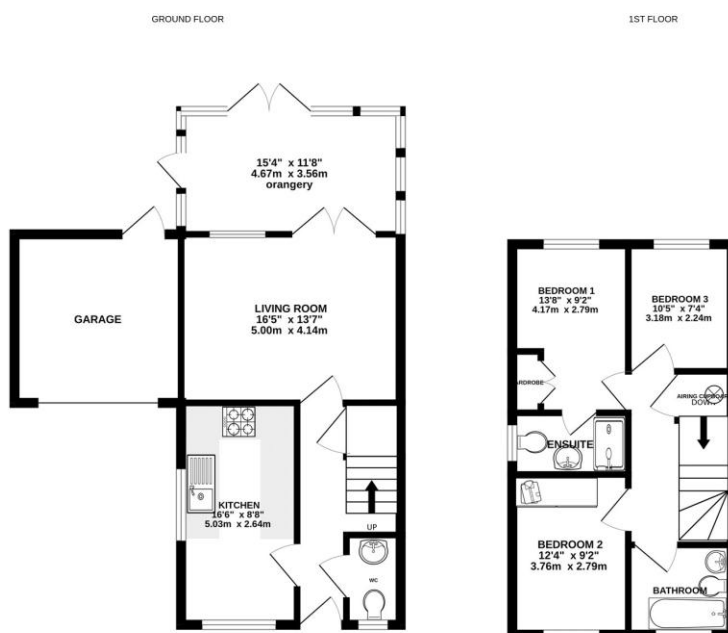 GROUND FLOOR
1ST FLOOR
15'4" x 11'8"
4.67m x 3.56m
orangery
GARAGE
LIVING ROOM
16'5" x 13'7"
5.00m x 4.14m
KITCHEN
16'6" x 8'8"
5.03m x 2.64m
UP
WC
BEDROOM 1
13'8" x 9'2"
4.17m x 2.79m
BEDROOM 3
10'5" x 7'4"
3.18m x 2.24m
ARDROBE
AIRING CUPBOAR
DOWN
ENSUITE
BEDROOM 2
12'4" x 9'2"
3.76m x 2.79m
BATHROOM